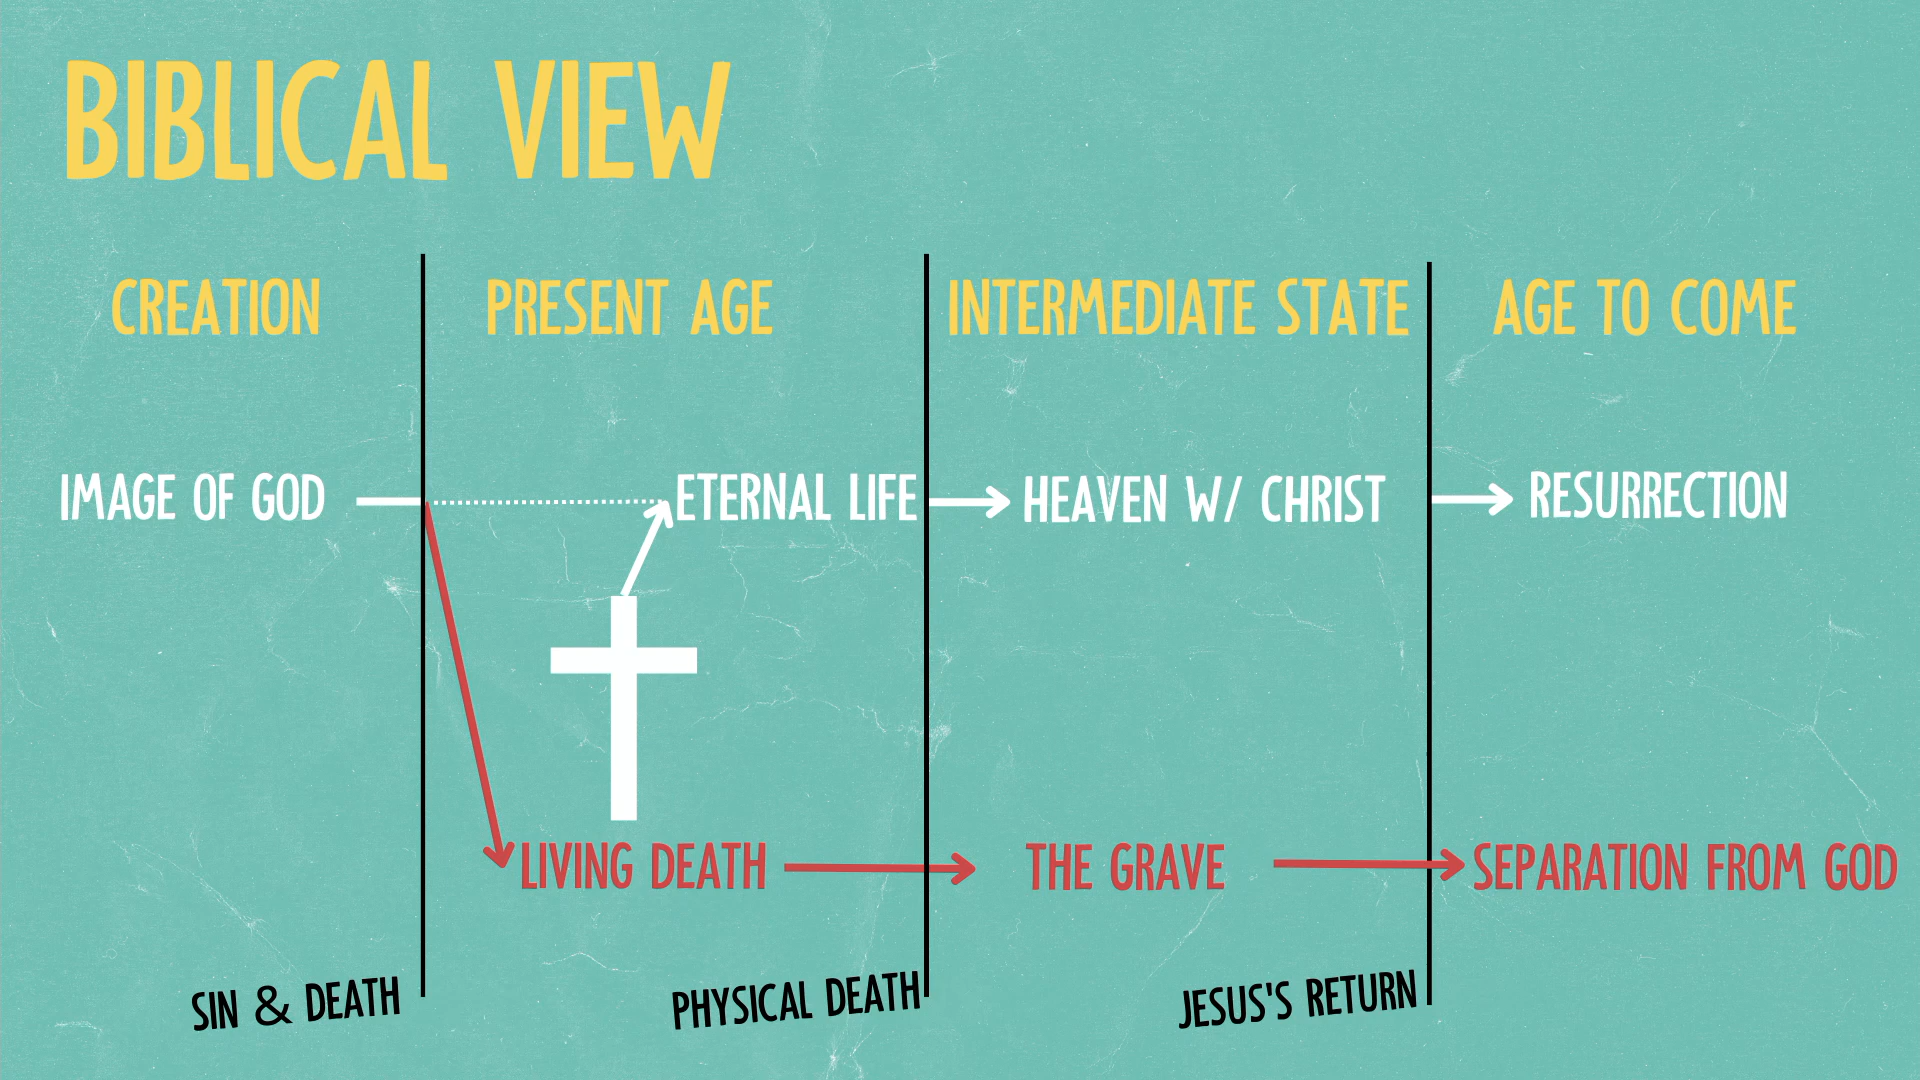 BIBLICAL VIEW
CREATION
PRESENT AGE
INTERMEDIATE STATE
AGE TO COME
IMAGE OF GOD
ETERNAL LIFE
HEAVEN W/ CHRIST
RESURRECTION
LIVING DEATH
THE GRAVE
SEPARATION FROM GOD
SIN & DEATH
PHYSICAL DEATH
JESUS'S RETURN